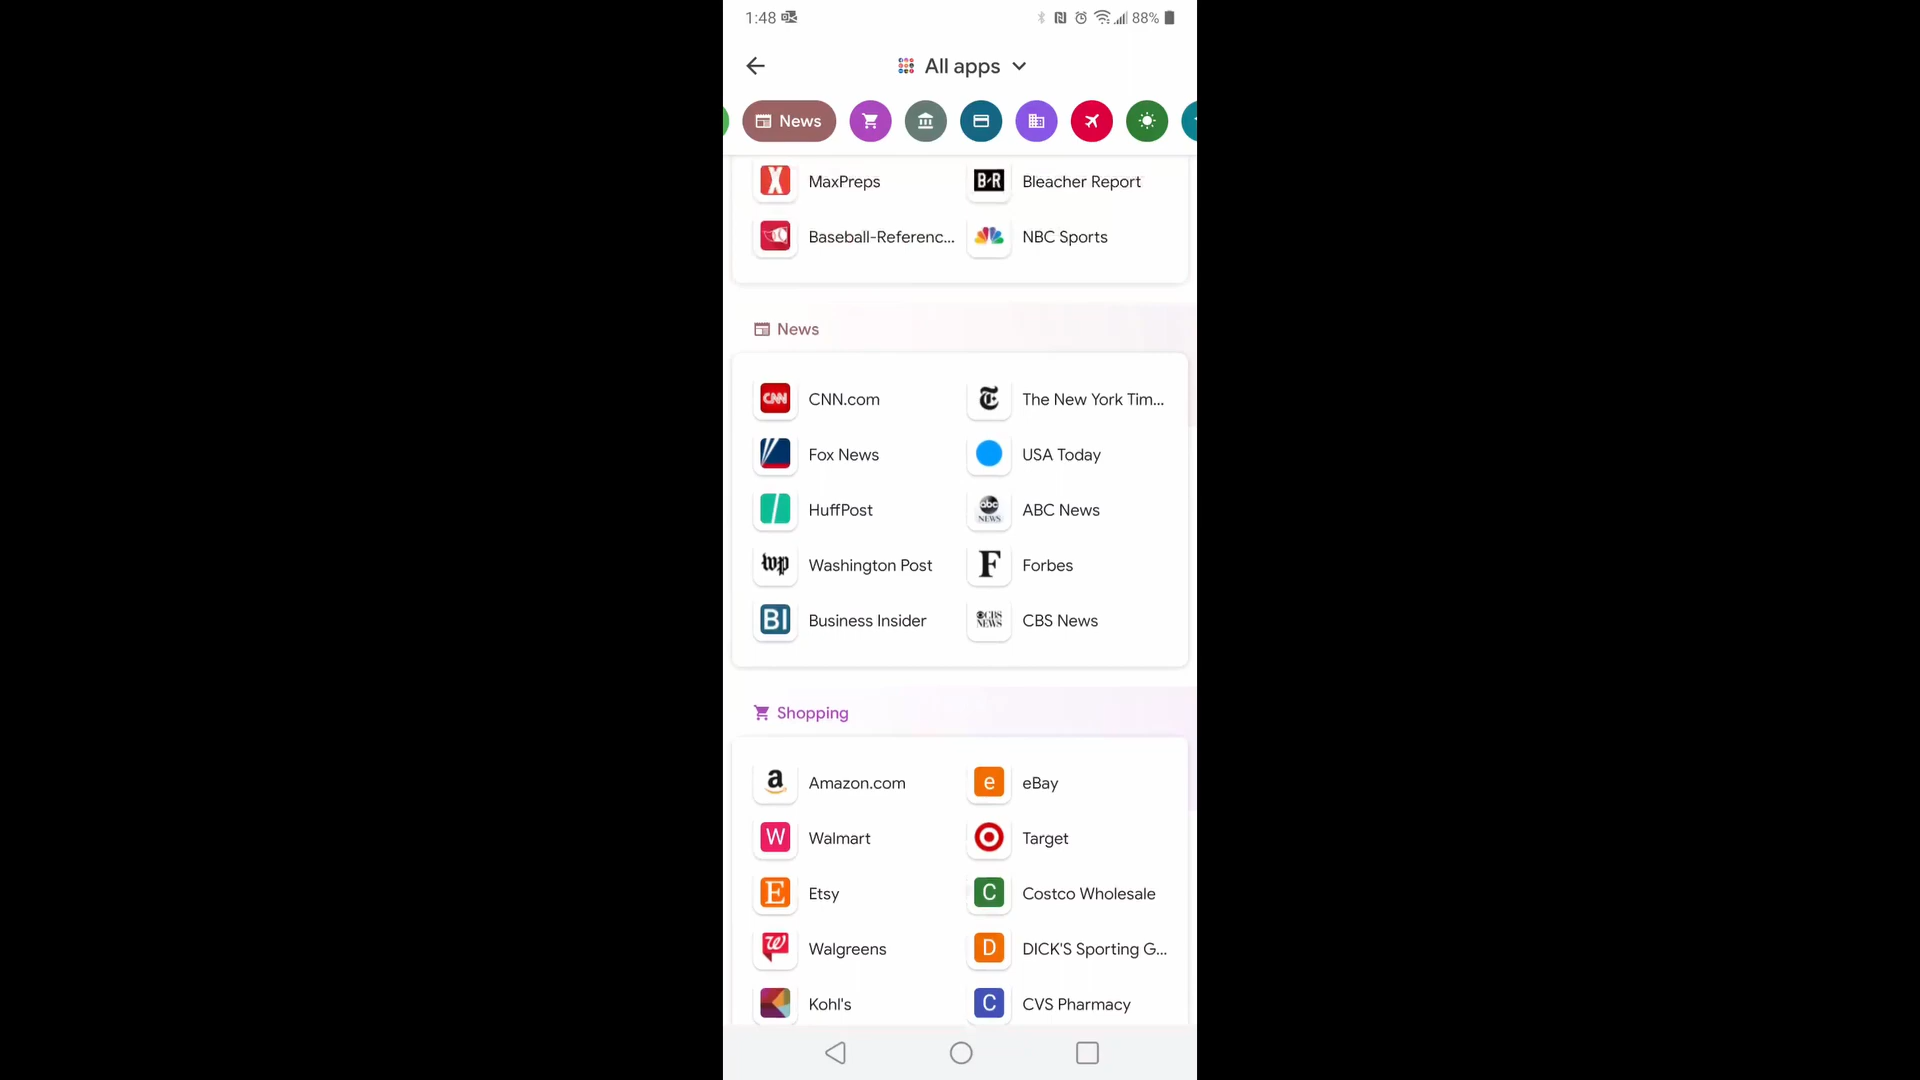 1:48
88%
All apps
News
MaxPreps
Bleacher Report
Baseball-Referenc...
NBC Sports
News
CNN.com
The New York Tim...
Fox News
USA Today
HuffPost
ABC News
Washington Post
Forbes
Business Insider
CBS News
Shopping
Amazon.com
eBay
Walmart
Target
Etsy
Costco Wholesale
Walgreens
DICK'S Sporting G...
Kohl's
CVS Pharmacy